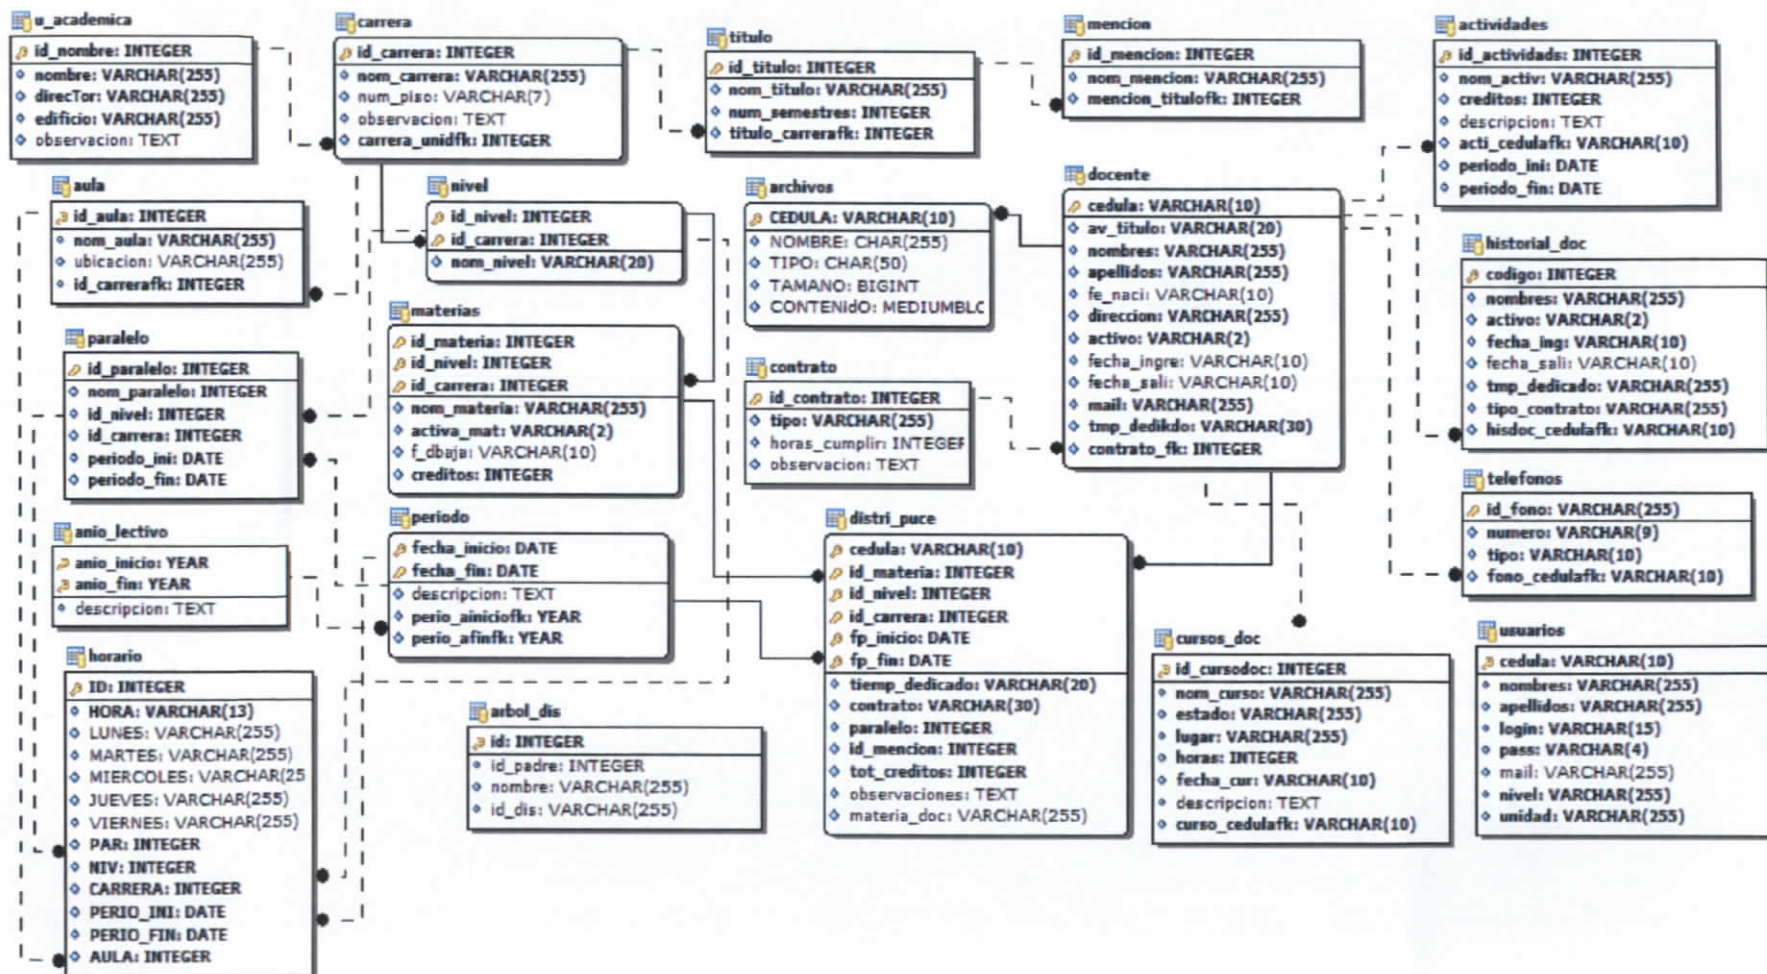 u_academica
id_nombre: INTEGER
nombre: VARCHAR(255)
direcTor: VARCHAR(255)
edificio: VARCHAR(255)
observacion: TEXT
carrera
id_carrera: INTEGER
nom_carrera: VARCHAR(255)
num_piso: VARCHAR(7)
observacion: TEXT
carrera_unidfk: INTEGER
titulo
id_titulo: INTEGER
nom_titulo: VARCHAR(255)
num_semestres: INTEGER
titulo_carrerafk: INTEGER
mencion
id_mencion: INTEGER
nom_mencion: VARCHAR(255)
mencion_titulofk: INTEGER
actividades
id_actividads: INTEGER
nom_activ: VARCHAR(255)
creditos: INTEGER
descripcion: TEXT
acti_cedulafk: VARCHAR(10)
periodo_ini: DATE
periodo_fin: DATE
aula
id_aula: INTEGER
nom_aula: VARCHAR(255)
ubicacion: VARCHAR(255)
id_carrerafk: INTEGER
nivel
id_nivel: INTEGER
id_carrera: INTEGER
nom_nivel: VARCHAR(20)
archivos
CEDULA: VARCHAR(10)
NOMBRE: CHAR(255)
TIPO: CHAR(50)
TAMANO: BIGINT
CONTENIdO: MEDIUMBLC
docente
cedula: VARCHAR(10)
av_titulo: VARCHAR(20)
nombres: VARCHAR(255)
apellidos: VARCHAR(255)
fe_naci: VARCHAR(10)
direccion: VARCHAR(255)
activo: VARCHAR(2)
fecha_ingre: VARCHAR(10)
fecha_sali: VARCHAR(10)
mail: VARCHAR(255)
tmp_dedikdo: VARCHAR(30)
contrato_fk: INTEGER
historial_doc
codigo: INTEGER
nombres: VARCHAR(255)
activo: VARCHAR(2)
fecha_ing: VARCHAR(10)
fecha_sali: VARCHAR(10)
tmp_dedicado: VARCHAR(255)
tipo_contrato: VARCHAR(255)
hisdoc_cedulafk: VARCHAR(10)
paralelo
id_paralelo: INTEGER
nom_paralelo: INTEGER
id_nivel: INTEGER
id_carrera: INTEGER
periodo_ini: DATE
periodo_fin: DATE
materias
id_materia: INTEGER
id_nivel: INTEGER
id_carrera: INTEGER
nom_materia: VARCHAR(255)
activa_mat: VARCHAR(2)
f_dbaja: VARCHAR(10)
creditos: INTEGER
contrato
id_contrato: INTEGER
tipo: VARCHAR(255)
horas_cumplir: INTEGEF
observacion: TEXT
telefonos
id_fono: VARCHAR(255)
numero: VARCHAR(9)
tipo: VARCHAR(10)
fono_cedulafk: VARCHAR(10)
anio_lectivo
anio_inicio: YEAR
anio_fin: YEAR
descripcion: TEXT
periodo
fecha_inicio: DATE
fecha_fin: DATE
descripcion: TEXT
perio_ainiciofk: YEAR
perio_afinfk: YEAR
distri_puce
cedula: VARCHAR(10)
id_materia: INTEGER
id_nivel: INTEGER
id_carrera: INTEGER
fp_inicio: DATE
fp_fin: DATE
tiemp_dedicado: VARCHAR(20)
contrato: VARCHAR(30)
paralelo: INTEGER
id_mencion: INTEGER
tot_creditos: INTEGER
observaciones: TEXT
materia_doc: VARCHAR(255)
cursos_doc
id_cursodoc: INTEGER
nom_curso: VARCHAR(255)
estado: VARCHAR(255)
lugar: VARCHAR(255)
horas: INTEGER
fecha_cur: VARCHAR(10)
descripcion: TEXT
curso_cedulafk: VARCHAR(10)
usuarios
cedula: VARCHAR(10)
nombres: VARCHAR(255)
apellidos: VARCHAR(255)
login: VARCHAR(15)
pass: VARCHAR(4)
mail: VARCHAR(255)
nivel: VARCHAR(255)
unidad: VARCHAR(255)
horario
ID: INTEGER
HORA: VARCHAR(13)
LUNES: VARCHAR(255)
MARTES: VARCHAR(255)
MIERCOLES: VARCHAR(25
JUEVES: VARCHAR(255)
VIERNES: VARCHAR(255)
PAR: INTEGER
NIV: INTEGER
CARRERA: INTEGER
PERIO_INI: DATE
PERIO_FIN: DATE
AULA: INTEGER
arbol_dis
id: INTEGER
id_padre: INTEGER
nombre: VARCHAR(255)
id_dis: VARCHAR(255)